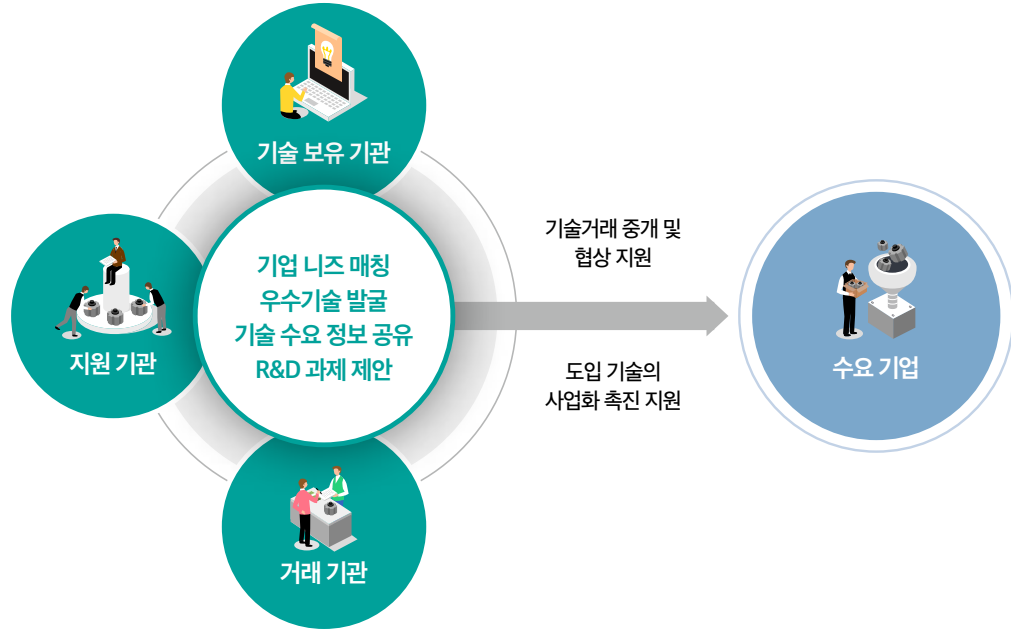 기술 보유 기관
지원 기관
기업 니즈 매칭
우수기술 발굴
기술 수요 정보 공유
R&D 과제 제안
거래 기관
기술거래 중개 및
협상 지원
도입 기술의
사업화 촉진 지원
수요 기업